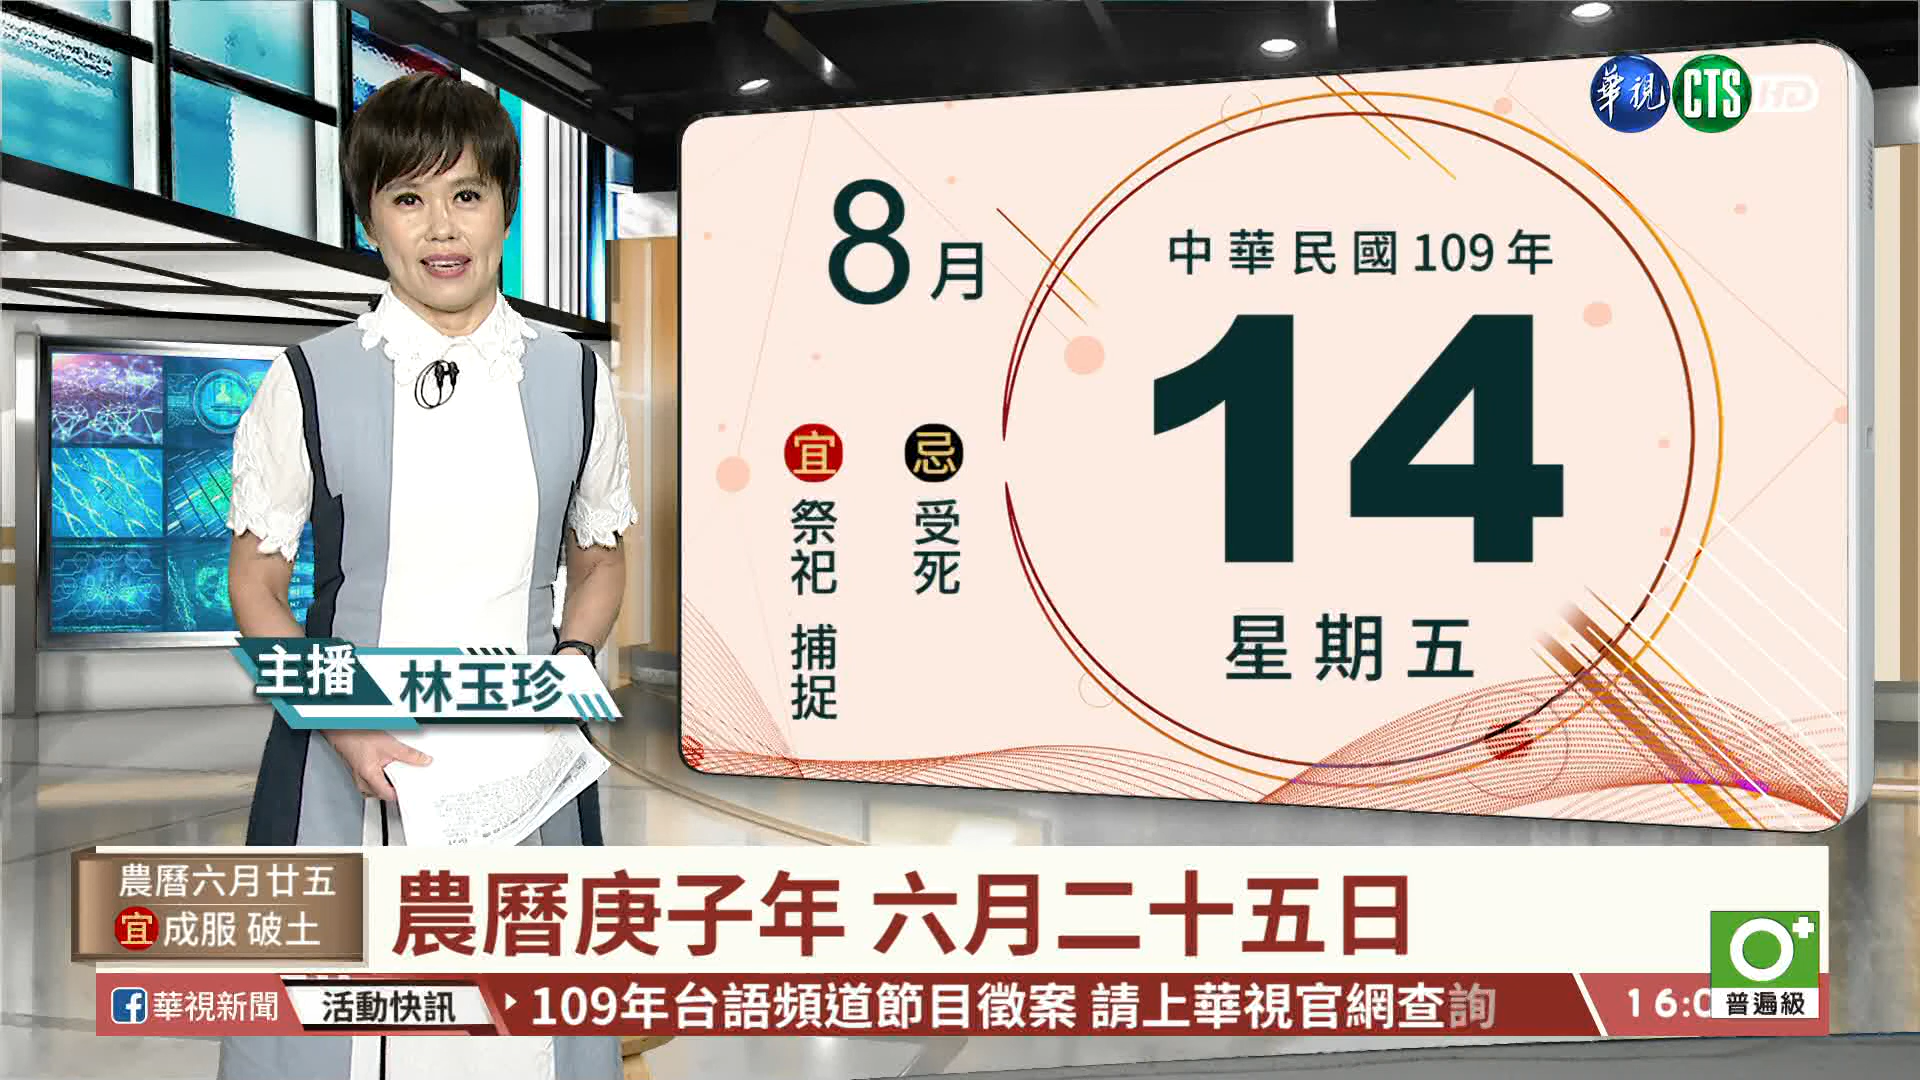 華視 CTS HD
8月
中華民國109年
14
星期五
宜 祭祀 捕捉
忌 受死
主播 林玉珍
農曆六月廿五
宜 成服 破土
農曆庚子年 六月二十五日
華視新聞
活動快訊
109年台語頻道節目徵案 請上華視官網查詢
16:0
普遍級